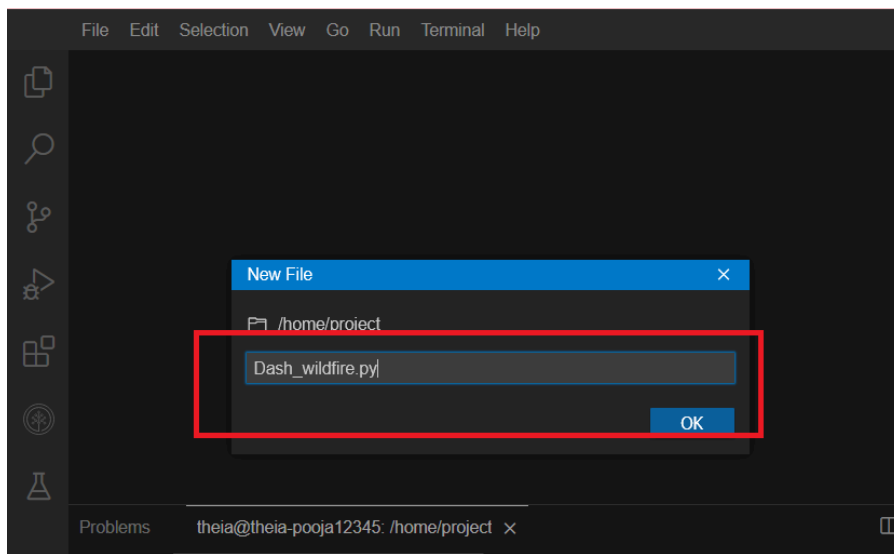 File Edit Selection View Go Run Terminal Help
New File
/home/project
Dash_wildfire.py
OK
Problems theia@theia-pooja12345: /home/project